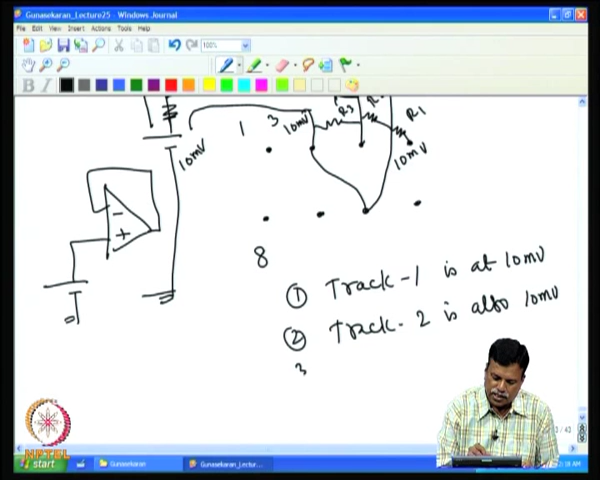 Gunasekaran_Lecture25 - Windows Journal
File Edit View Insert Actions Tools Help
100%
B I
R3
R1
10mV
1
3
10mV
10mV
−
+
8
① Track-1 is at 10mV
② Track-2 is also 10mV
3
NPTEL
start
Gunasekaran
Gunasekaran_Lectur...